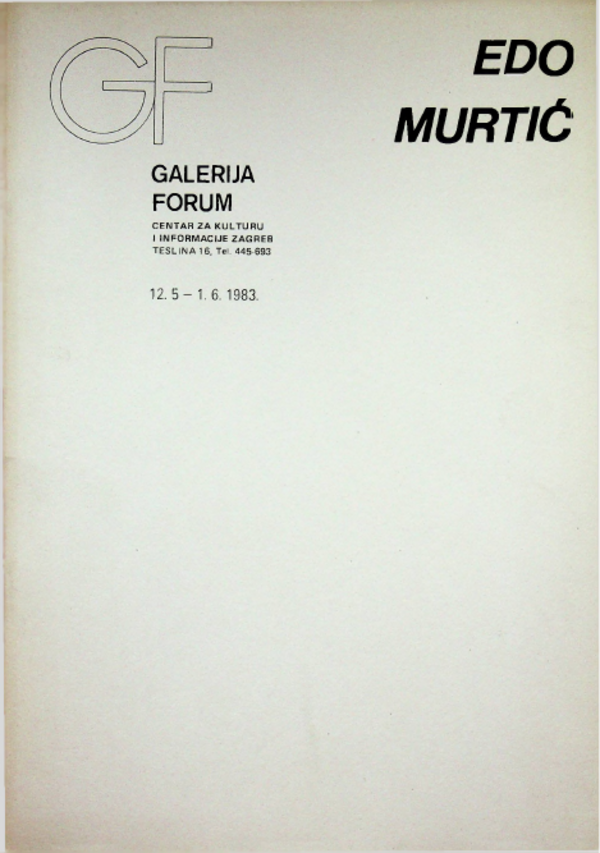 GF
EDO
MURTIĆ
GALERIJA
FORUM
CENTAR ZA KULTURU
I INFORMACIJE ZAGREB
TESLINA 16, Tel. 445-693
12. 5 – 1. 6. 1983.